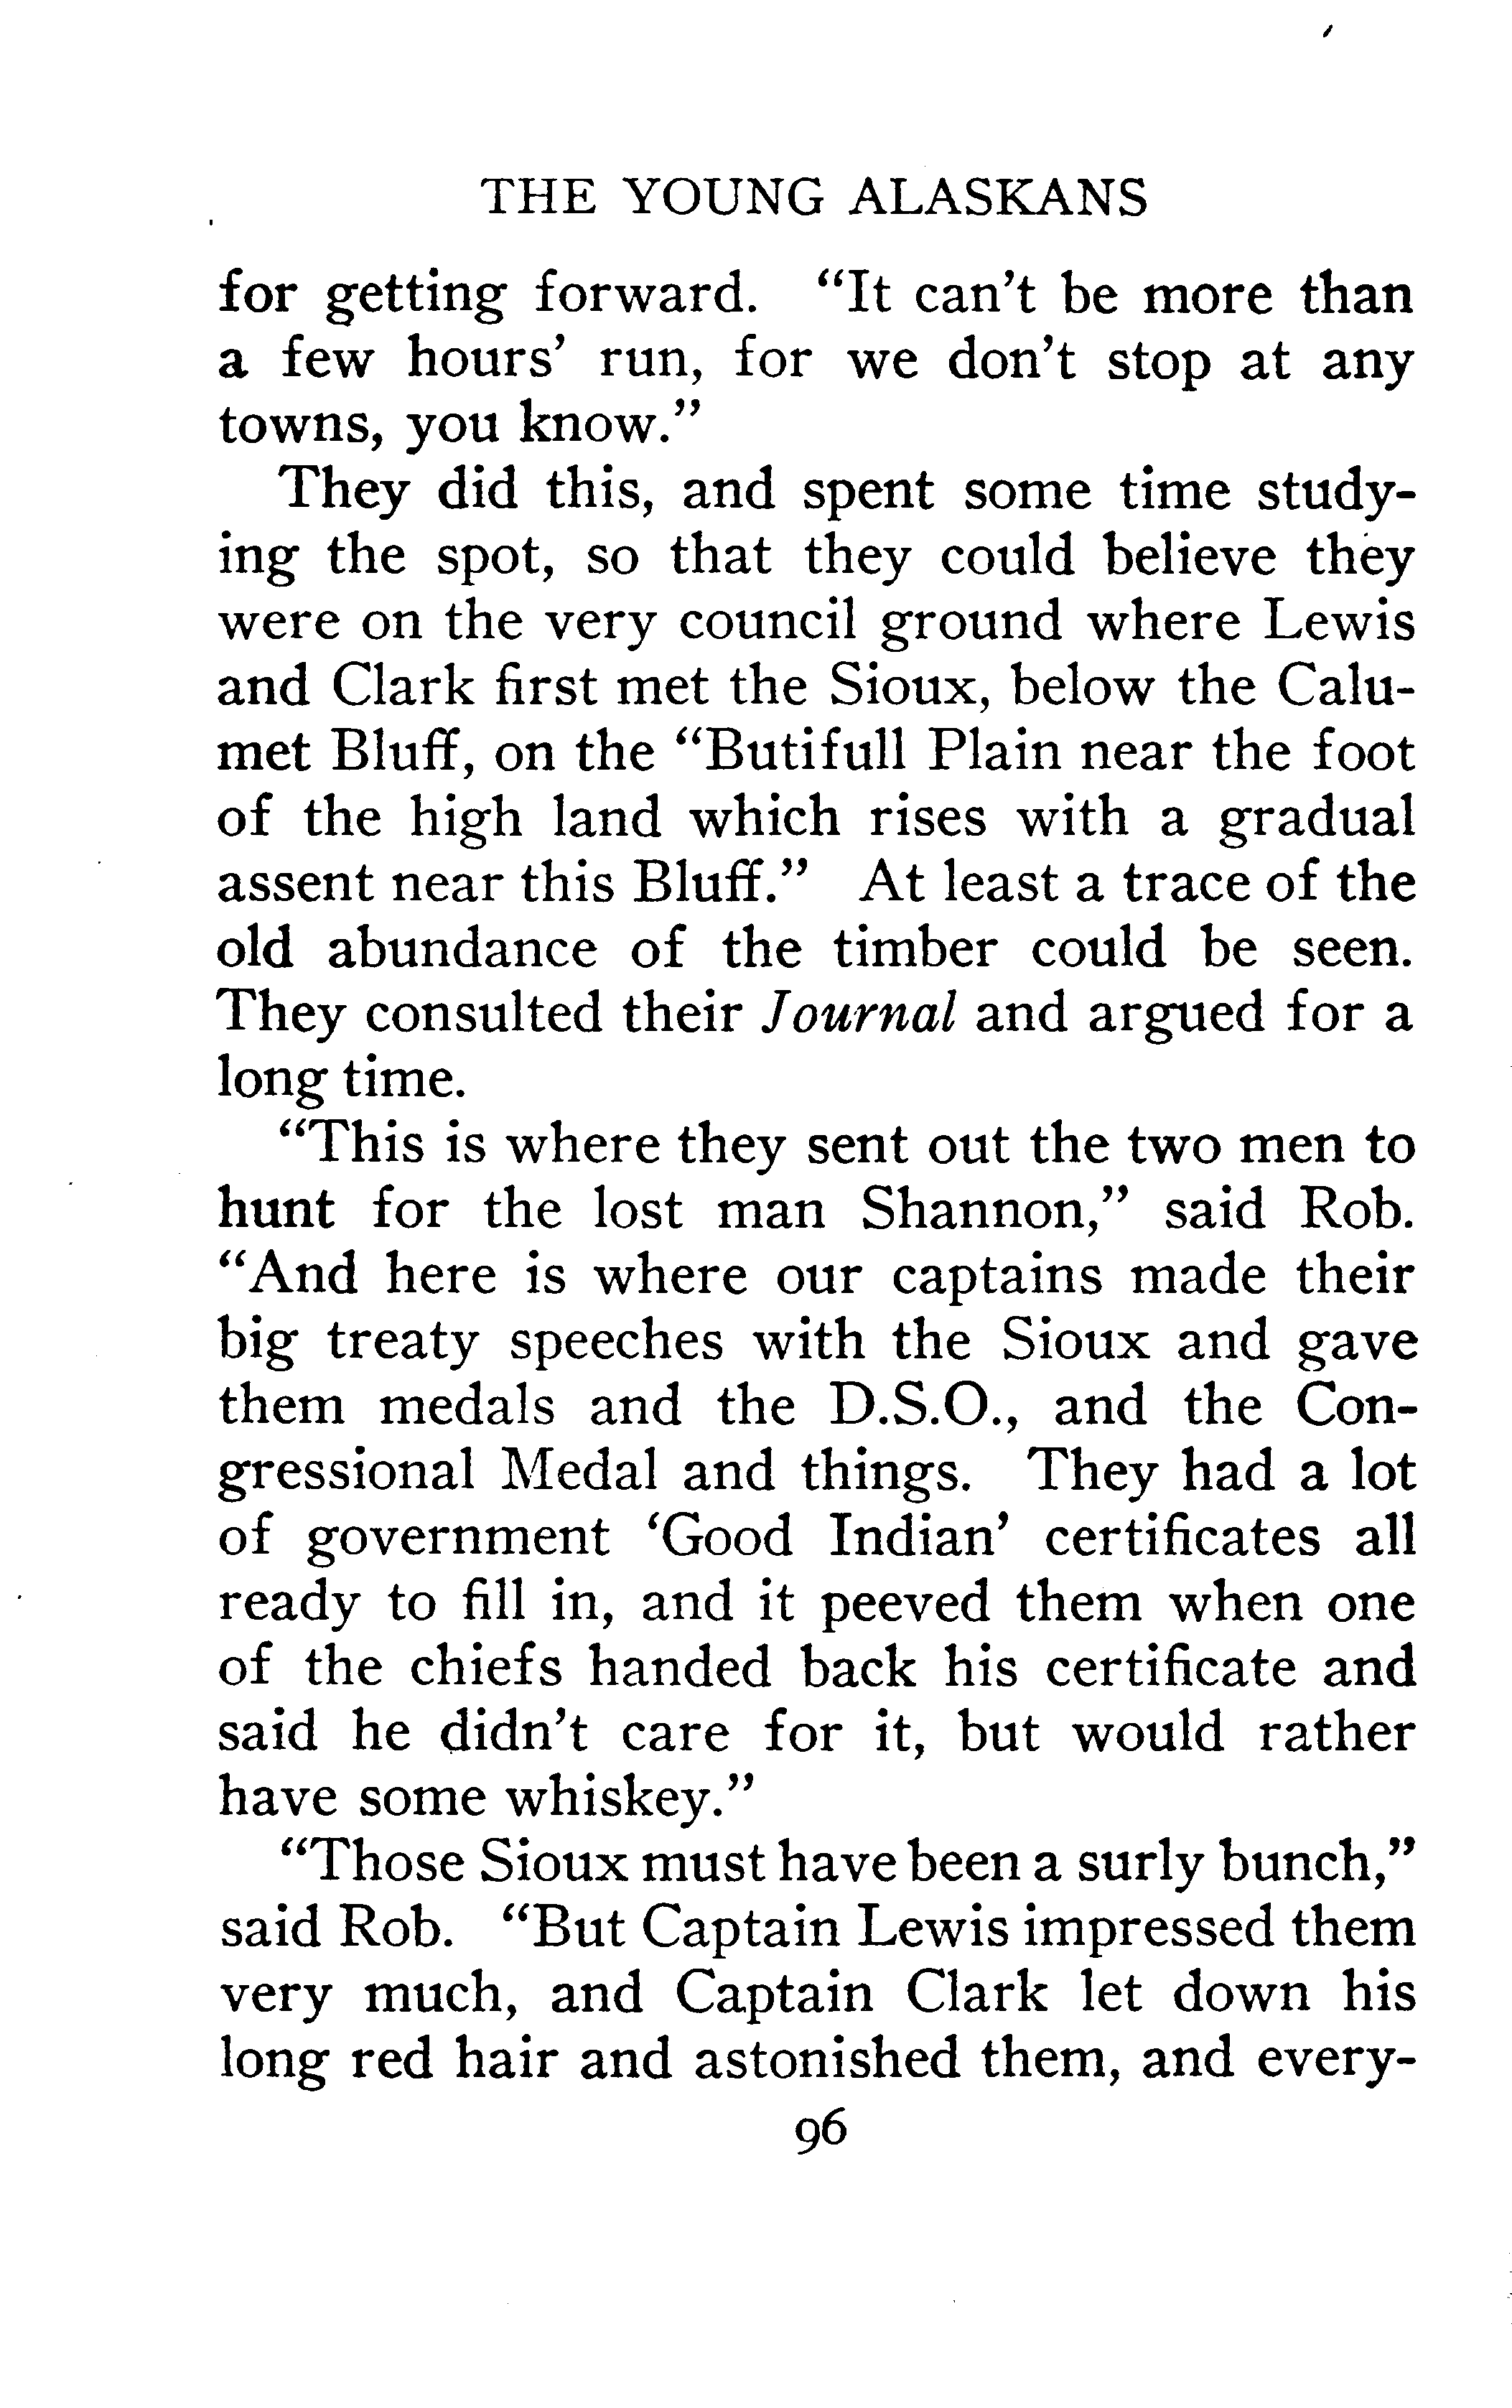 THE YOUNG ALASKANS
for getting forward. "It can't be more than
a few hours' run, for we don't stop at any
towns, you know."
They did this, and spent some time study-
ing the spot, so that they could believe they
were on the very council ground where Lewis
and Clark first met the Sioux, below the Calu-
met Bluff, on the "Butifull Plain near the foot
of the high land which rises with a gradual
assent near this Bluff." At least a trace of the
old abundance of the timber could be seen.
They consulted their Journal and argued for a
long time.
"This is where they sent out the two men to
hunt for the lost man Shannon," said Rob.
"And here is where our captains made their
big treaty speeches with the Sioux and gave
them medals and the D.S.O., and the Con-
gressional Medal and things. They had a lot
of government 'Good Indian' certificates all
ready to fill in, and it peeved them when one
of the chiefs handed back his certificate and
said he didn't care for it, but would rather
have some whiskey."
"Those Sioux must have been a surly bunch,"
said Rob. "But Captain Lewis impressed them
very much, and Captain Clark let down his
long red hair and astonished them, and every-
96